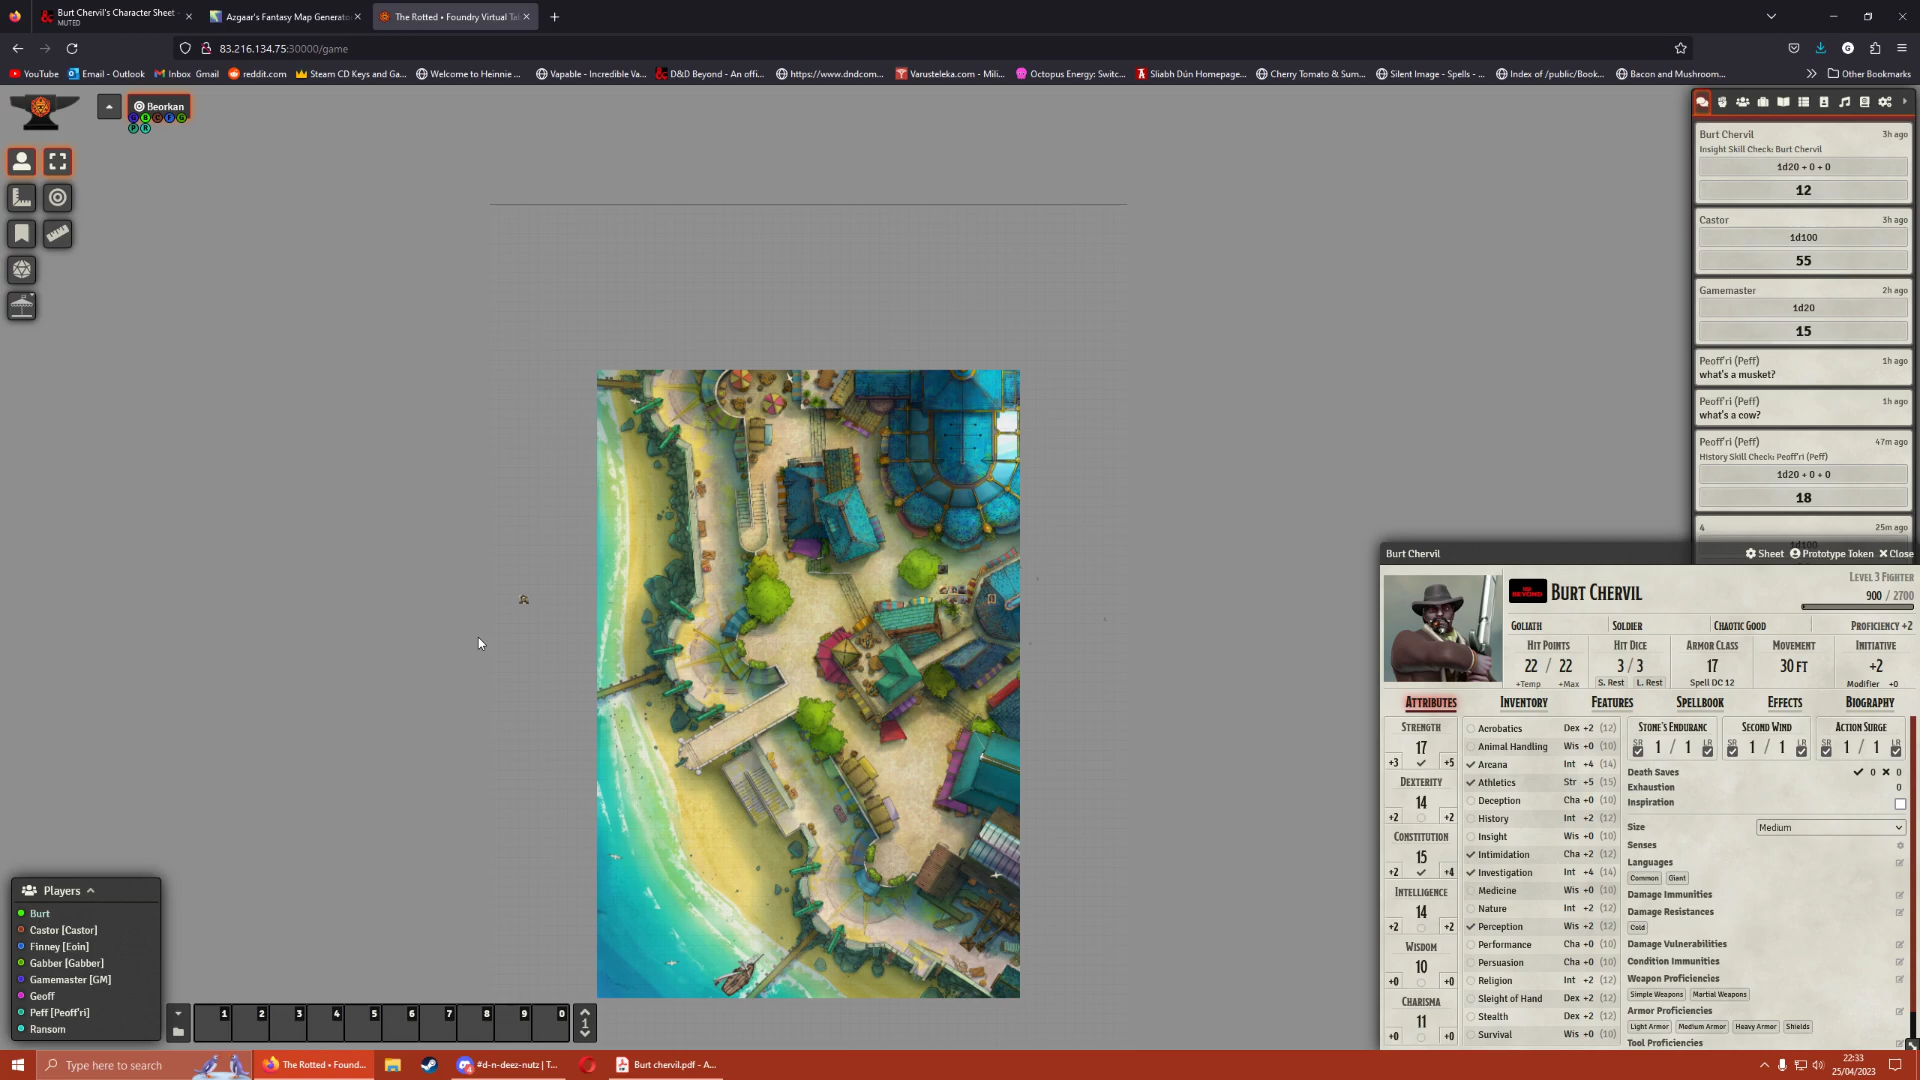 Burt Chervil's Character Sheet -
MUTED
Azgaar's Fantasy Map Generato
The Rotted • Foundry Virtual Ta
83.216.134.75:30000/game
YouTube
Email - Outlook
Inbox Gmail
reddit.com
Steam CD Keys and Ga...
Welcome to Heinnie ...
Vapable - Incredible Va...
D&D Beyond - An offi...
https://www.dndcom...
Varusteleka.com - Mili...
Octopus Energy: Switc...
Sliabh Dún Homepage...
Cherry Tomato & Sum...
Silent Image - Spells - ...
Index of /public/Book...
Bacon and Mushroom...
Other Bookmarks
Beorkan
G B C F G
P R
Burt Chervil 3h ago
Insight Skill Check: Burt Chervil
1d20 + 0 + 0
12
Castor 3h ago
1d100
55
Gamemaster 2h ago
1d20
15
Peoff'ri (Peff) 1h ago
what's a musket?
Peoff'ri (Peff) 1h ago
what's a cow?
Peoff'ri (Peff) 47m ago
History Skill Check: Peoff'ri (Peff)
1d20 + 0 + 0
18
4 25m ago
1d100
Burt Chervil Sheet Prototype Token Close
BEYOND
Burt Chervil
Level 3 Fighter
900 / 2700
Goliath Soldier Chaotic Good Proficiency +2
Hit Points Hit Dice Armor Class Movement Initiative
22 / 22 3 / 3 17 30 ft +2
+Temp +Max S. Rest L. Rest Spell DC 12 Modifier +0
Attributes Inventory Features Spellbook Effects Biography
Strength
17
+3 +5
Dexterity
14
+2 +2
Constitution
15
+2 +4
Intelligence
14
+2 +2
Wisdom
10
+0 +0
Charisma
11
+0 +0
Acrobatics Dex +2 (12)
Animal Handling Wis +0 (10)
Arcana Int +4 (14)
Athletics Str +5 (15)
Deception Cha +0 (10)
History Int +2 (12)
Insight Wis +0 (10)
Intimidation Cha +2 (12)
Investigation Int +4 (14)
Medicine Wis +0 (10)
Nature Int +2 (12)
Perception Wis +2 (12)
Performance Cha +0 (10)
Persuasion Cha +0 (10)
Religion Int +2 (12)
Sleight of Hand Dex +2 (12)
Stealth Dex +2 (12)
Survival Wis +0 (10)
Stone's Enduranc Second Wind Action Surge
SR 1 / 1 LR SR 1 / 1 LR SR 1 / 1 LR
Death Saves 0 0
Exhaustion 0
Inspiration
Size Medium
Senses
Languages
Common Giant
Damage Immunities
Damage Resistances
Cold
Damage Vulnerabilities
Condition Immunities
Weapon Proficiencies
Simple Weapons Martial Weapons
Armor Proficiencies
Light Armor Medium Armor Heavy Armor Shields
Tool Proficiencies
Players
Burt
Castor [Castor]
Finney [Eoin]
Gabber [Gabber]
Gamemaster [GM]
Geoff
Peff [Peoff'ri]
Ransom
1 2 3 4 5 6 7 8 9 0
1
Type here to search
The Rotted • Found...
#d-n-deez-nutz | T...
Burt chervil.pdf - A...
22:33
25/04/2023